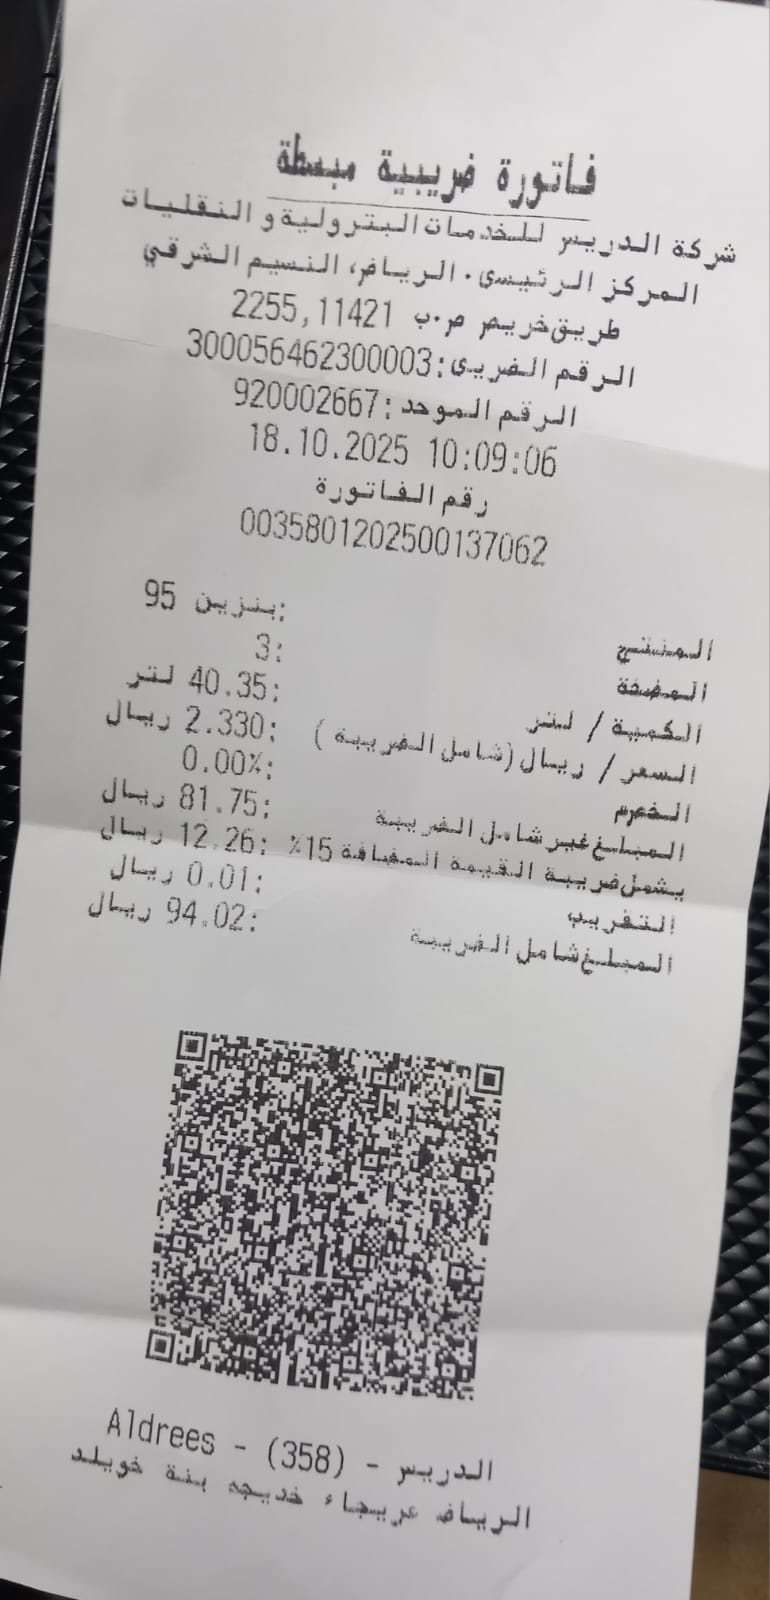 فاتورة ضريبية مبسطة
شركة الدريس للخدمات البترولية و النقليات
المركز الرئيسي . الرياض، النسيم الشرقي
طريق خريص ص.ب 2255,11421
الرقم الضريبي:300056462300003
الرقم الموحد :920002667
18.10.2025 10:09:06
رقم الفاتورة
0035801202500137062
المنتج :بنزين 95
المضخة :3
الكمية / لتر :40.35 لتر
السعر / ريال (شامل الضريبة ) :2.330 ريال
الخصم :0.00%
المبلغ غير شامل الضريبة :81.75 ريال
يشمل ضريبة القيمة المضافة 15% :12.26 ريال
التقريب :0.01 ريال
المبلغ شامل الضريبة :94.02 ريال
Aldrees - (358) - الدريس
الرياض عريجاء خديجه بنة خويلد